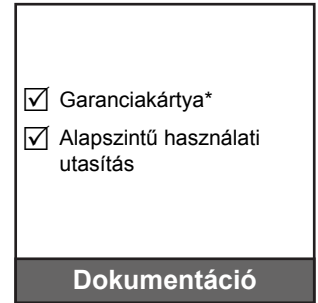 ☑ Garanciakártya*
☑ Alapszintű használati
utasítás
Dokumentáció